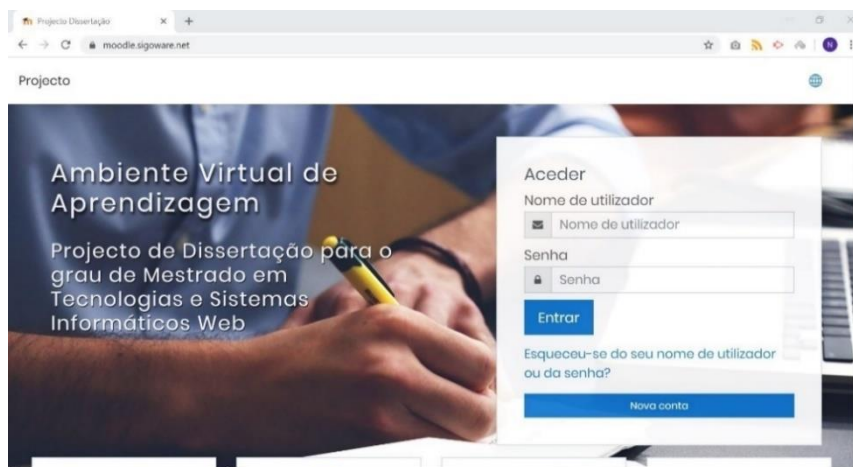 Projecto Dissertação
moodle.sigoware.net
N
Projecto
Ambiente Virtual de
Aprendizagem
Projecto de Dissertação para o
grau de Mestrado em
Tecnologias e Sistemas
Informáticos Web
Aceder
Nome de utilizador
Nome de utilizador
Senha
Senha
Entrar
Esqueceu-se do seu nome de utilizador
ou da senha?
Nova conta